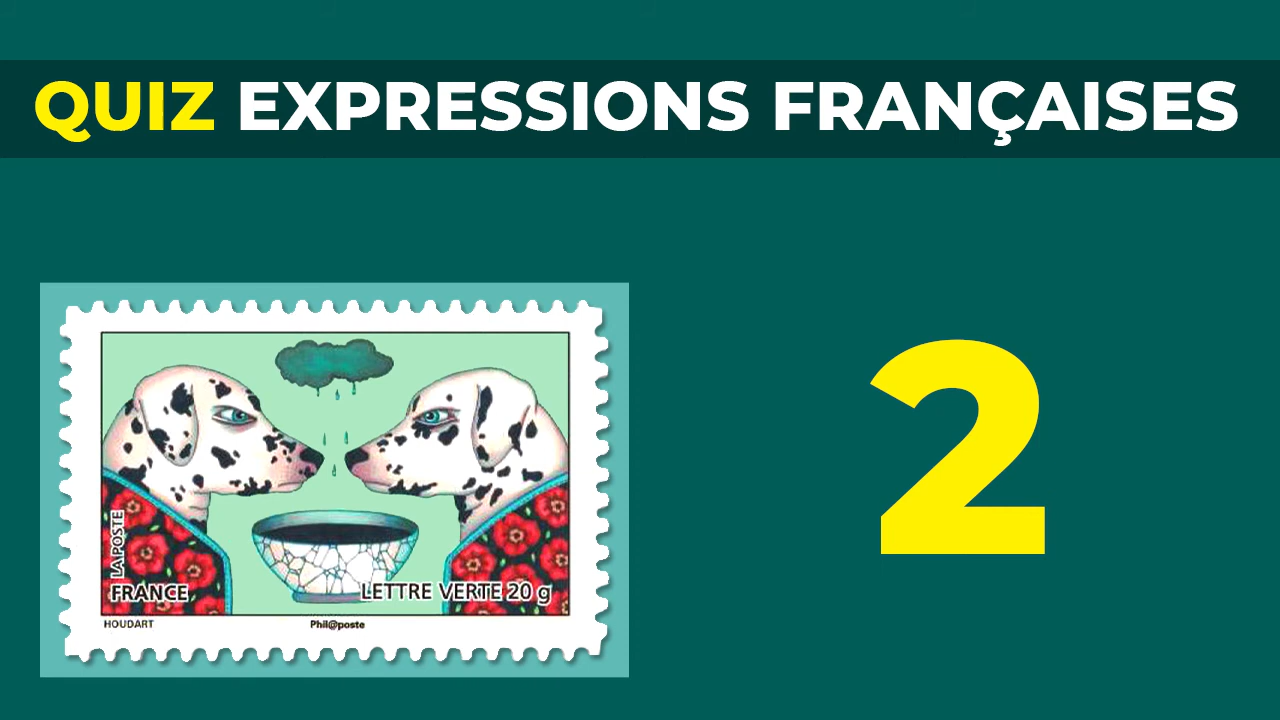 QUIZ EXPRESSIONS FRANÇAISES
2
LA POSTE
FRANCE
LETTRE VERTE 20 g
HOUDART
Phil@poste